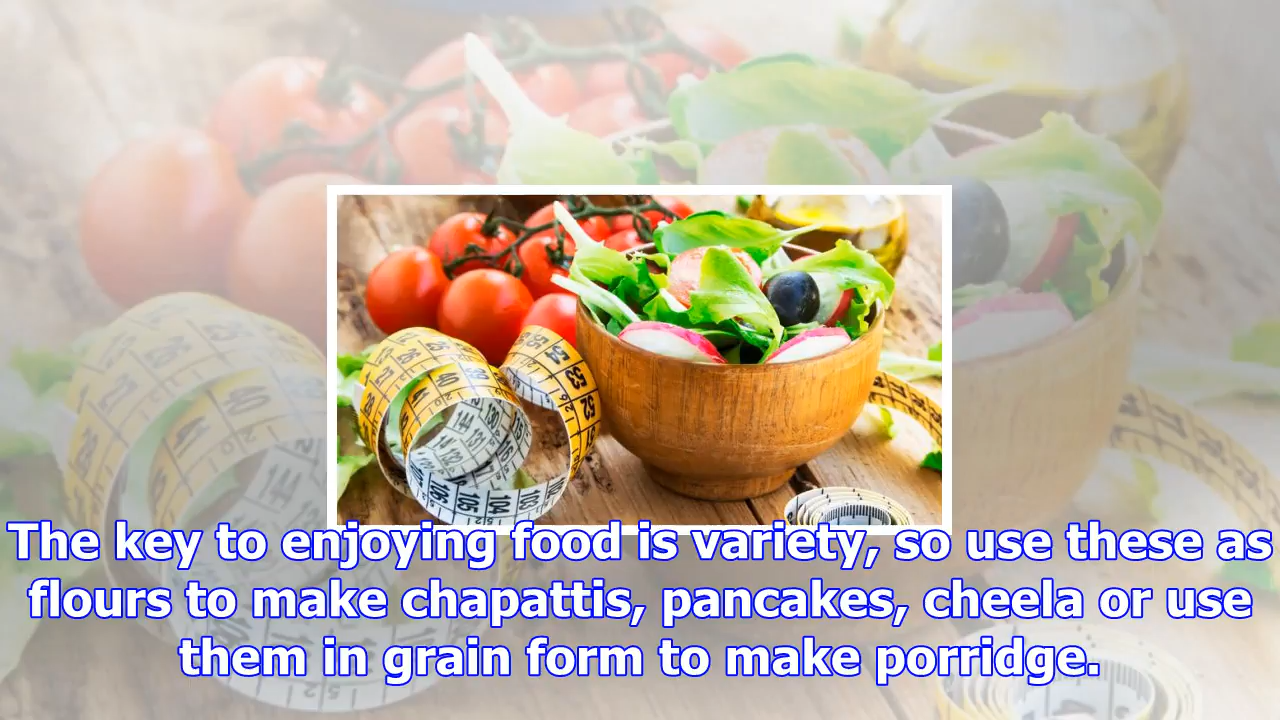 The key to enjoying food is variety, so use these as
flours to make chapattis, pancakes, cheela or use
them in grain form to make porridge.